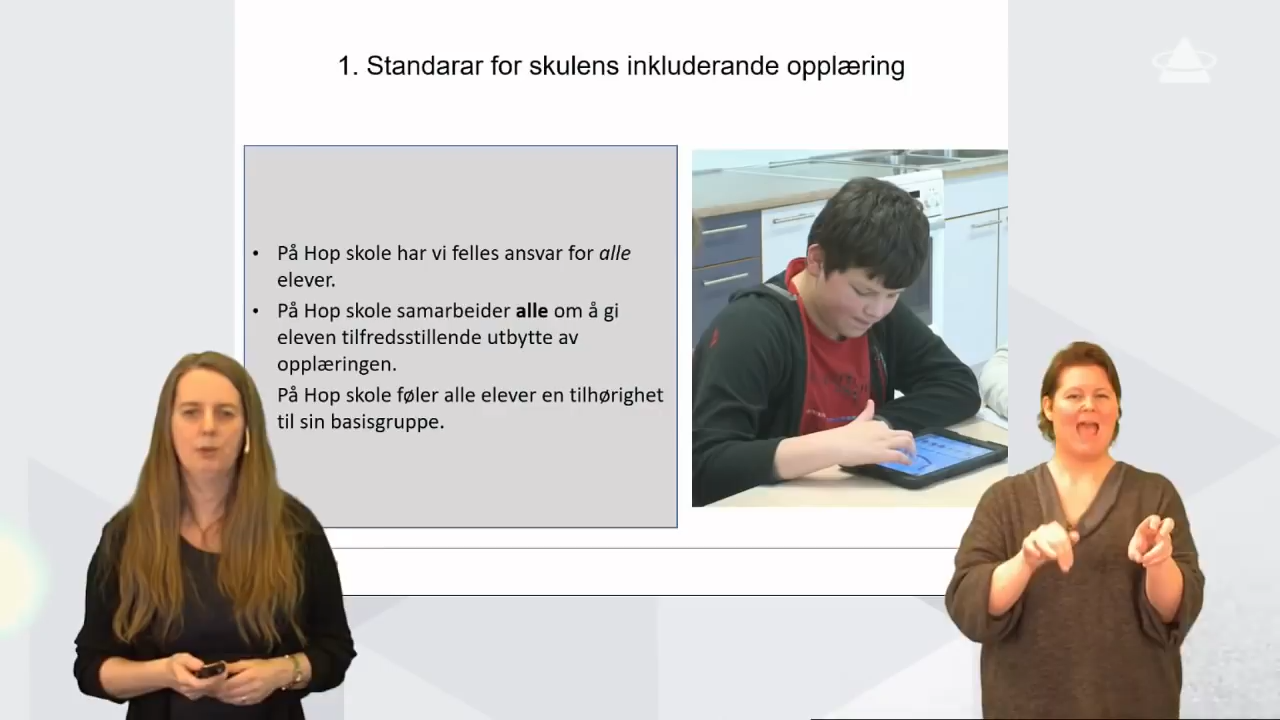 1. Standarar for skulens inkluderande opplæring
• På Hop skole har vi felles ansvar for alle
elever.
• På Hop skole samarbeider alle om å gi
eleven tilfredsstillende utbytte av
opplæringen.
På Hop skole føler alle elever en tilhørighet
til sin basisgruppe.